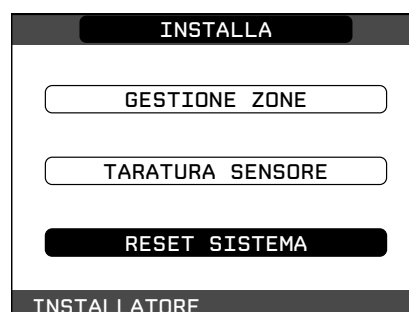 INSTALLA
GESTIONE ZONE
TARATURA SENSORE
RESET SISTEMA
INSTALLATORE